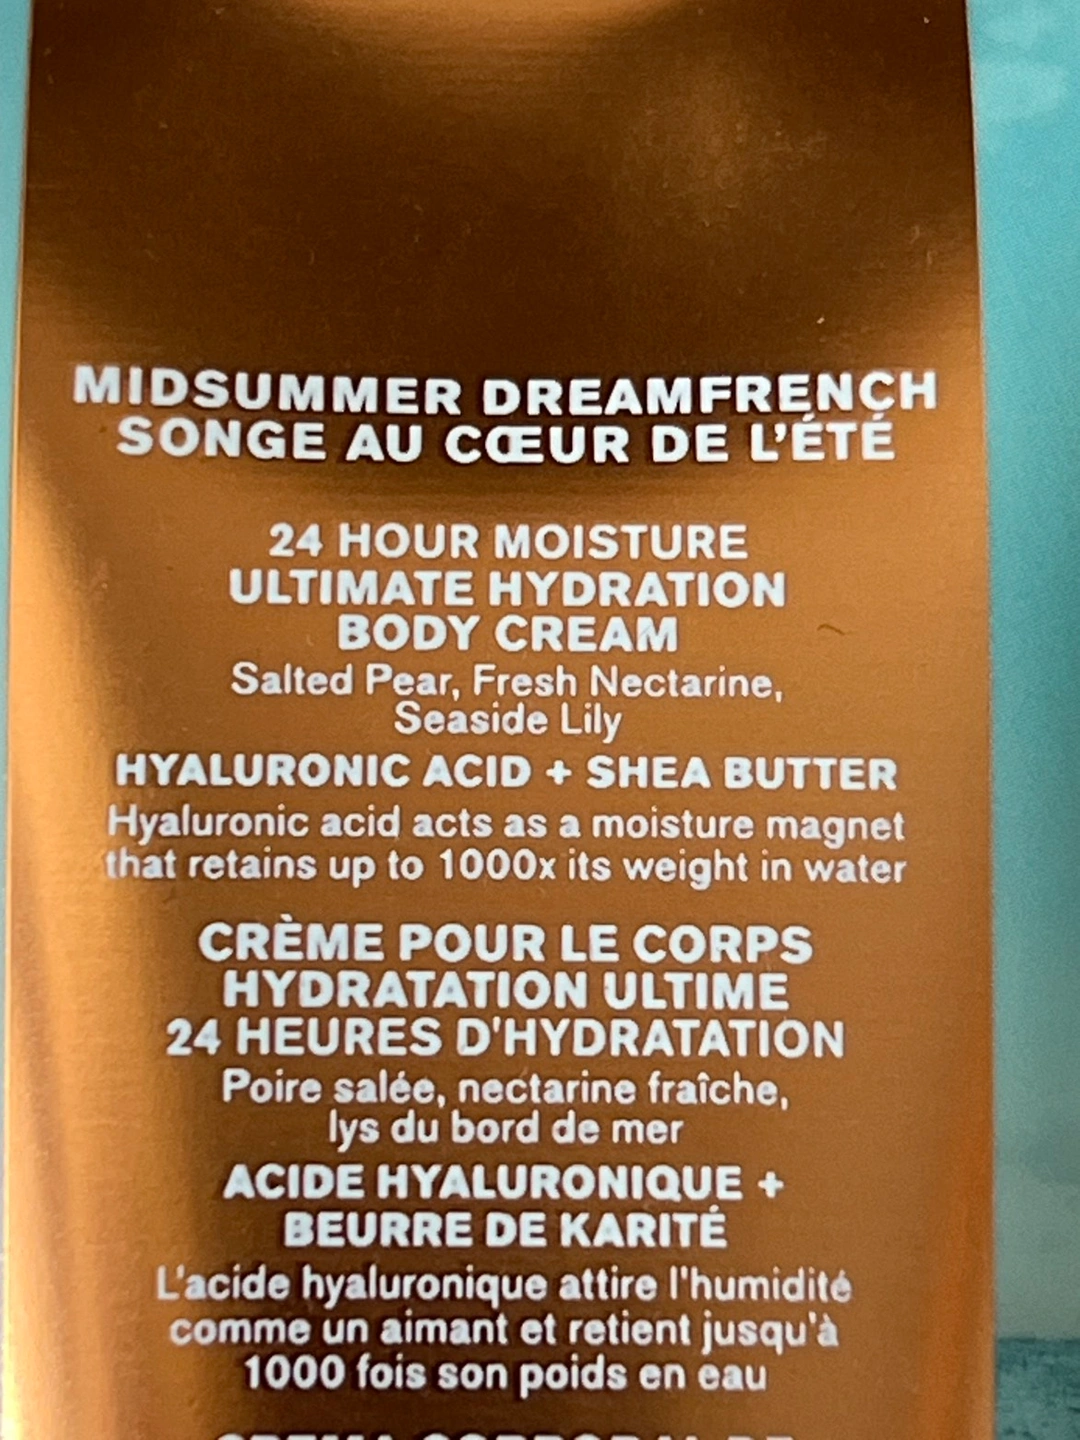 MIDSUMMER DREAMFRENCH
SONGE AU CŒUR DE L'ÉTÉ
24 HOUR MOISTURE
ULTIMATE HYDRATION
BODY CREAM
Salted Pear, Fresh Nectarine,
Seaside Lily
HYALURONIC ACID + SHEA BUTTER
Hyaluronic acid acts as a moisture magnet
that retains up to 1000x its weight in water
CRÈME POUR LE CORPS
HYDRATATION ULTIME
24 HEURES D'HYDRATATION
Poire salée, nectarine fraîche,
lys du bord de mer
ACIDE HYALURONIQUE +
BEURRE DE KARITÉ
L'acide hyaluronique attire l'humidité
comme un aimant et retient jusqu'à
1000 fois son poids en eau